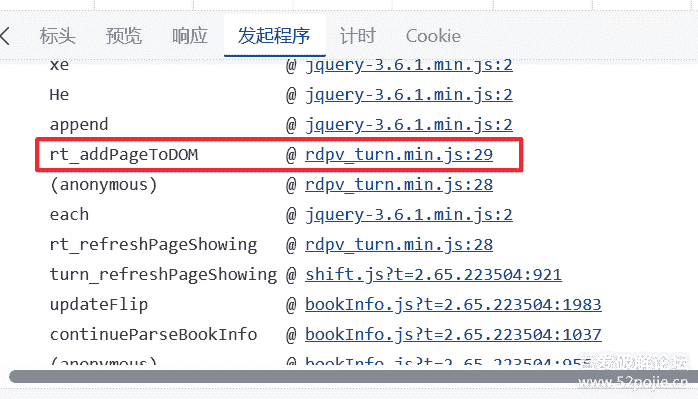 标头 预览 响应 发起程序 计时 Cookie
xe @ jquery-3.6.1.min.js:2
He @ jquery-3.6.1.min.js:2
append @ jquery-3.6.1.min.js:2
rt_addPageToDOM @ rdpv_turn.min.js:29
(anonymous) @ rdpv_turn.min.js:28
each @ jquery-3.6.1.min.js:2
rt_refreshPageShowing @ rdpv_turn.min.js:28
turn_refreshPageShowing @ shift.js?t=2.65.223504:921
updateFlip @ bookInfo.js?t=2.65.223504:1983
continueParseBookInfo @ bookInfo.js?t=2.65.223504:1037
(anonymous) @
www.52pojie.cn